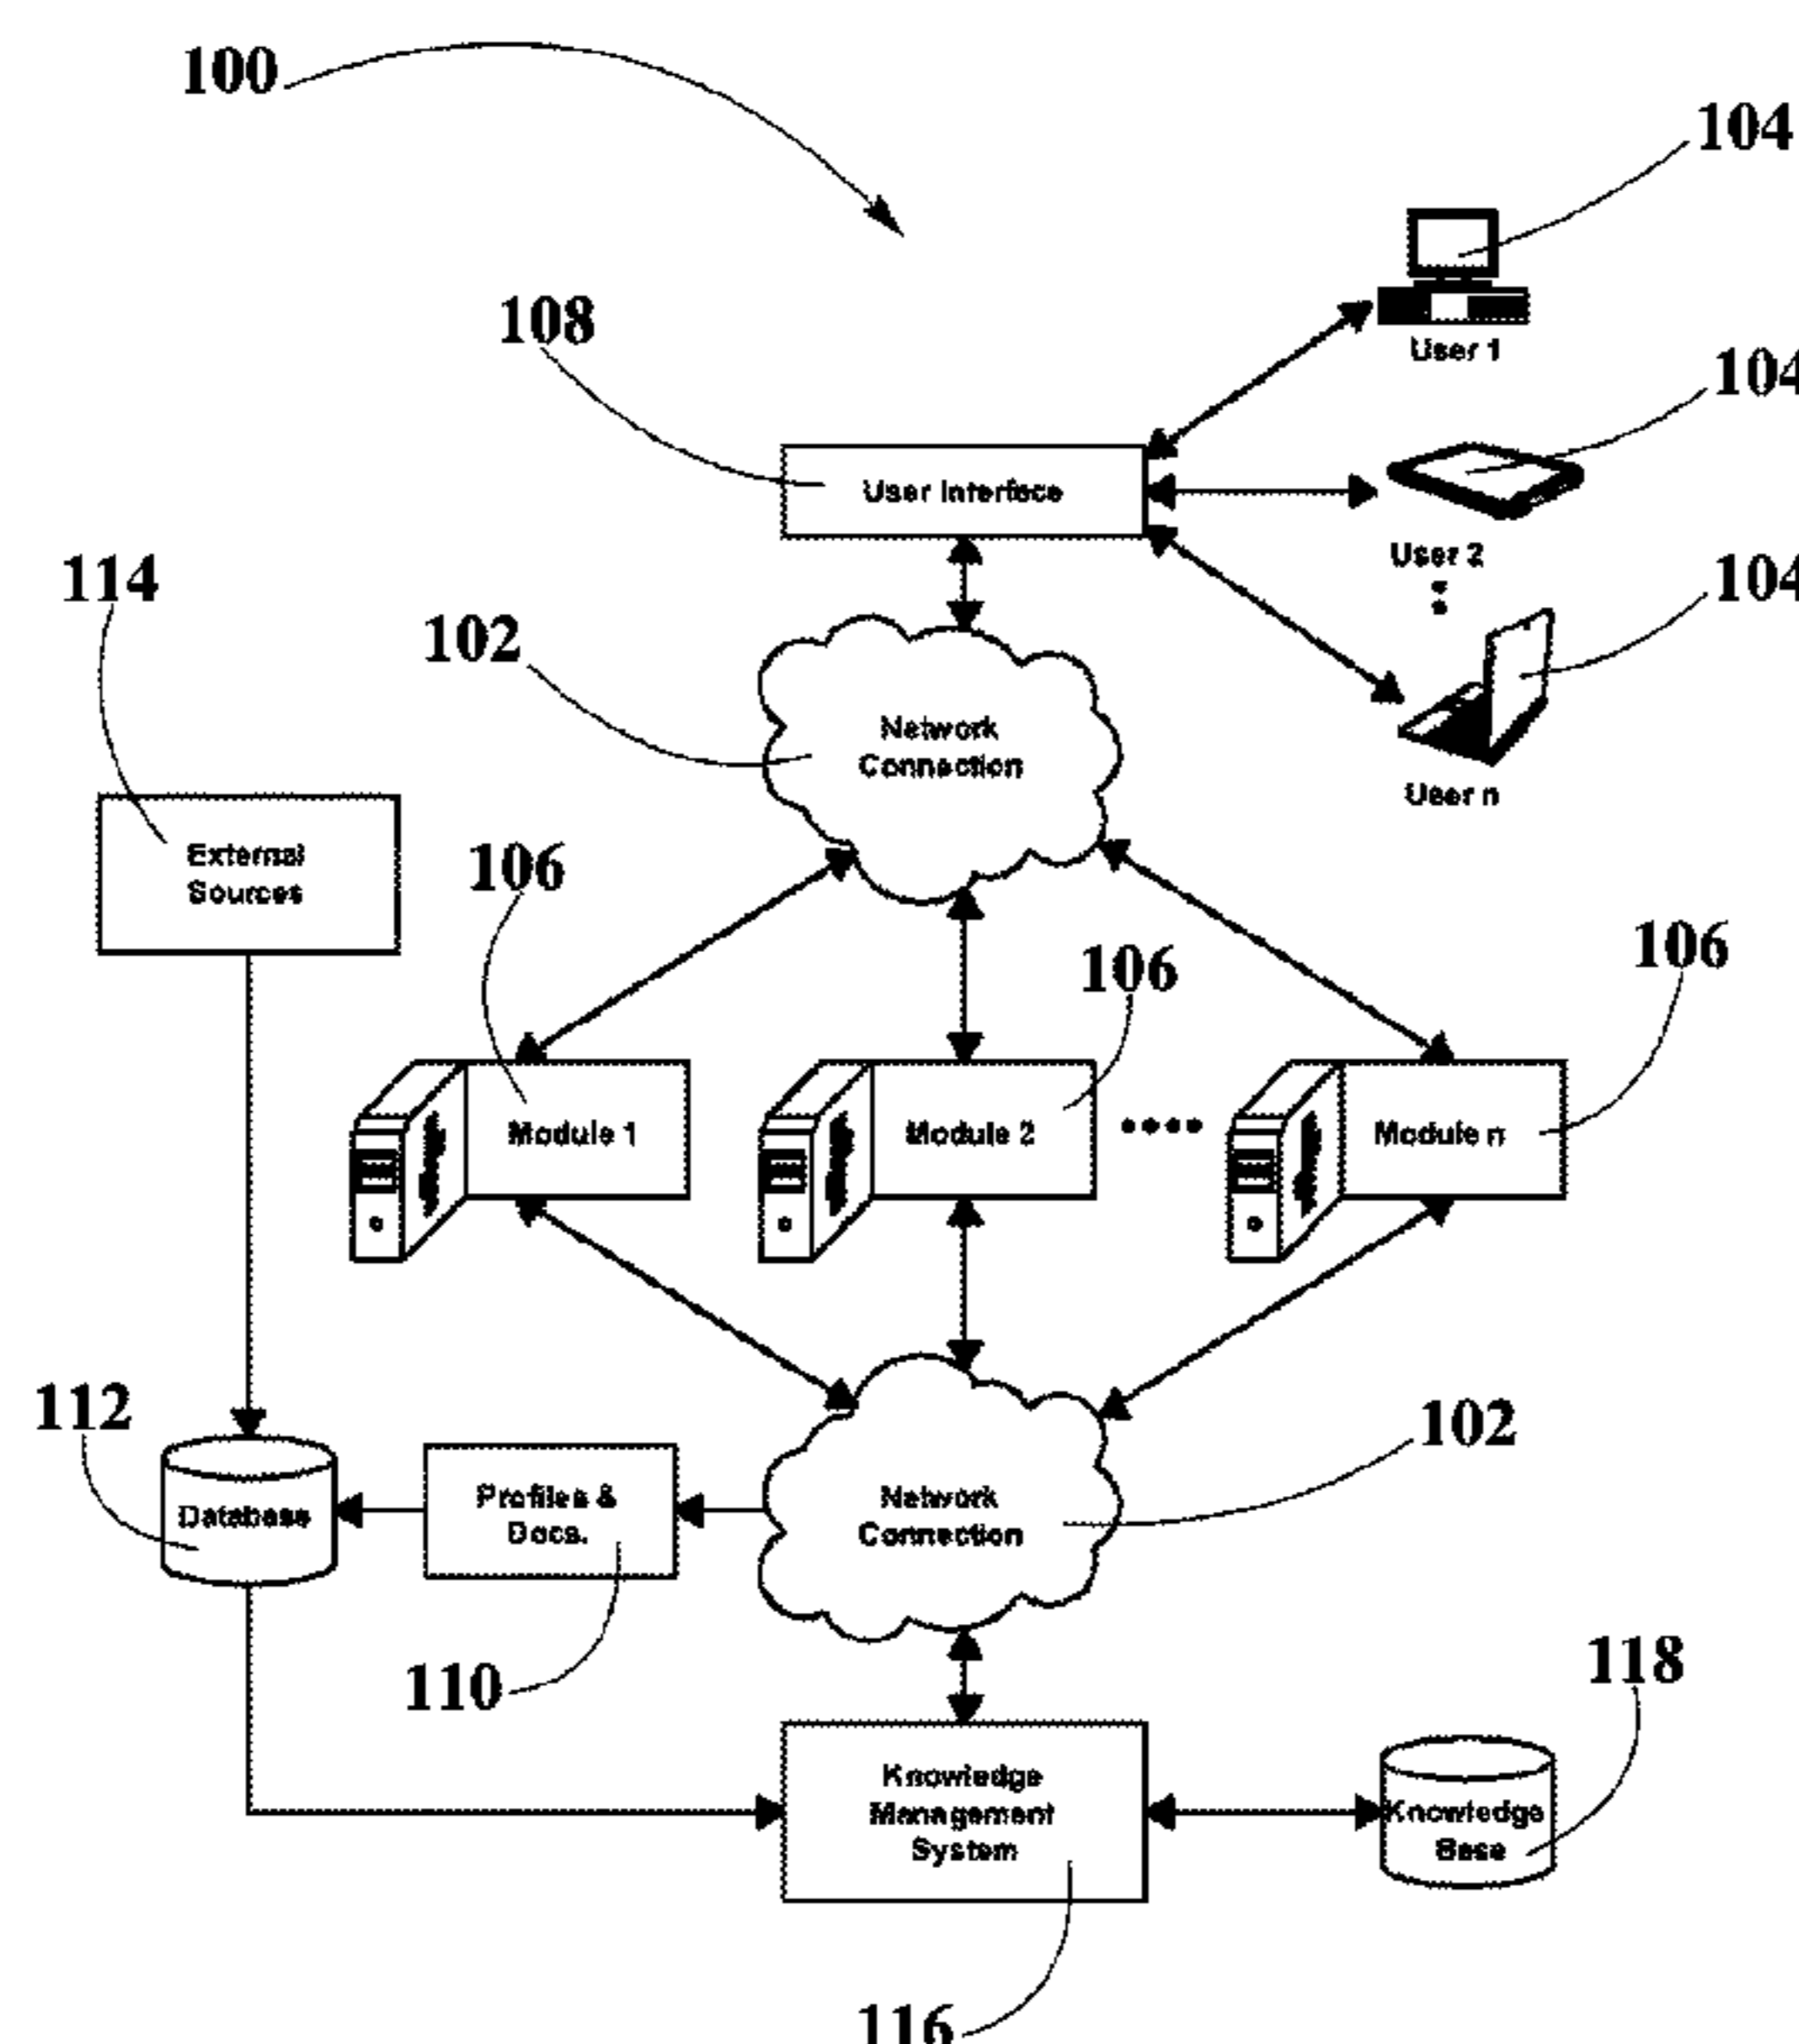 100
104
108
User 1
104
User Interface
114
User 2
104
102
Network
Connection
User n
External
Sources
106
106
106
Module 1
Module 2
Module n
112
102
Database
Profiles &
Docs.
Network
Connection
110
118
Knowledge
Management
System
Knowledge
Base
116